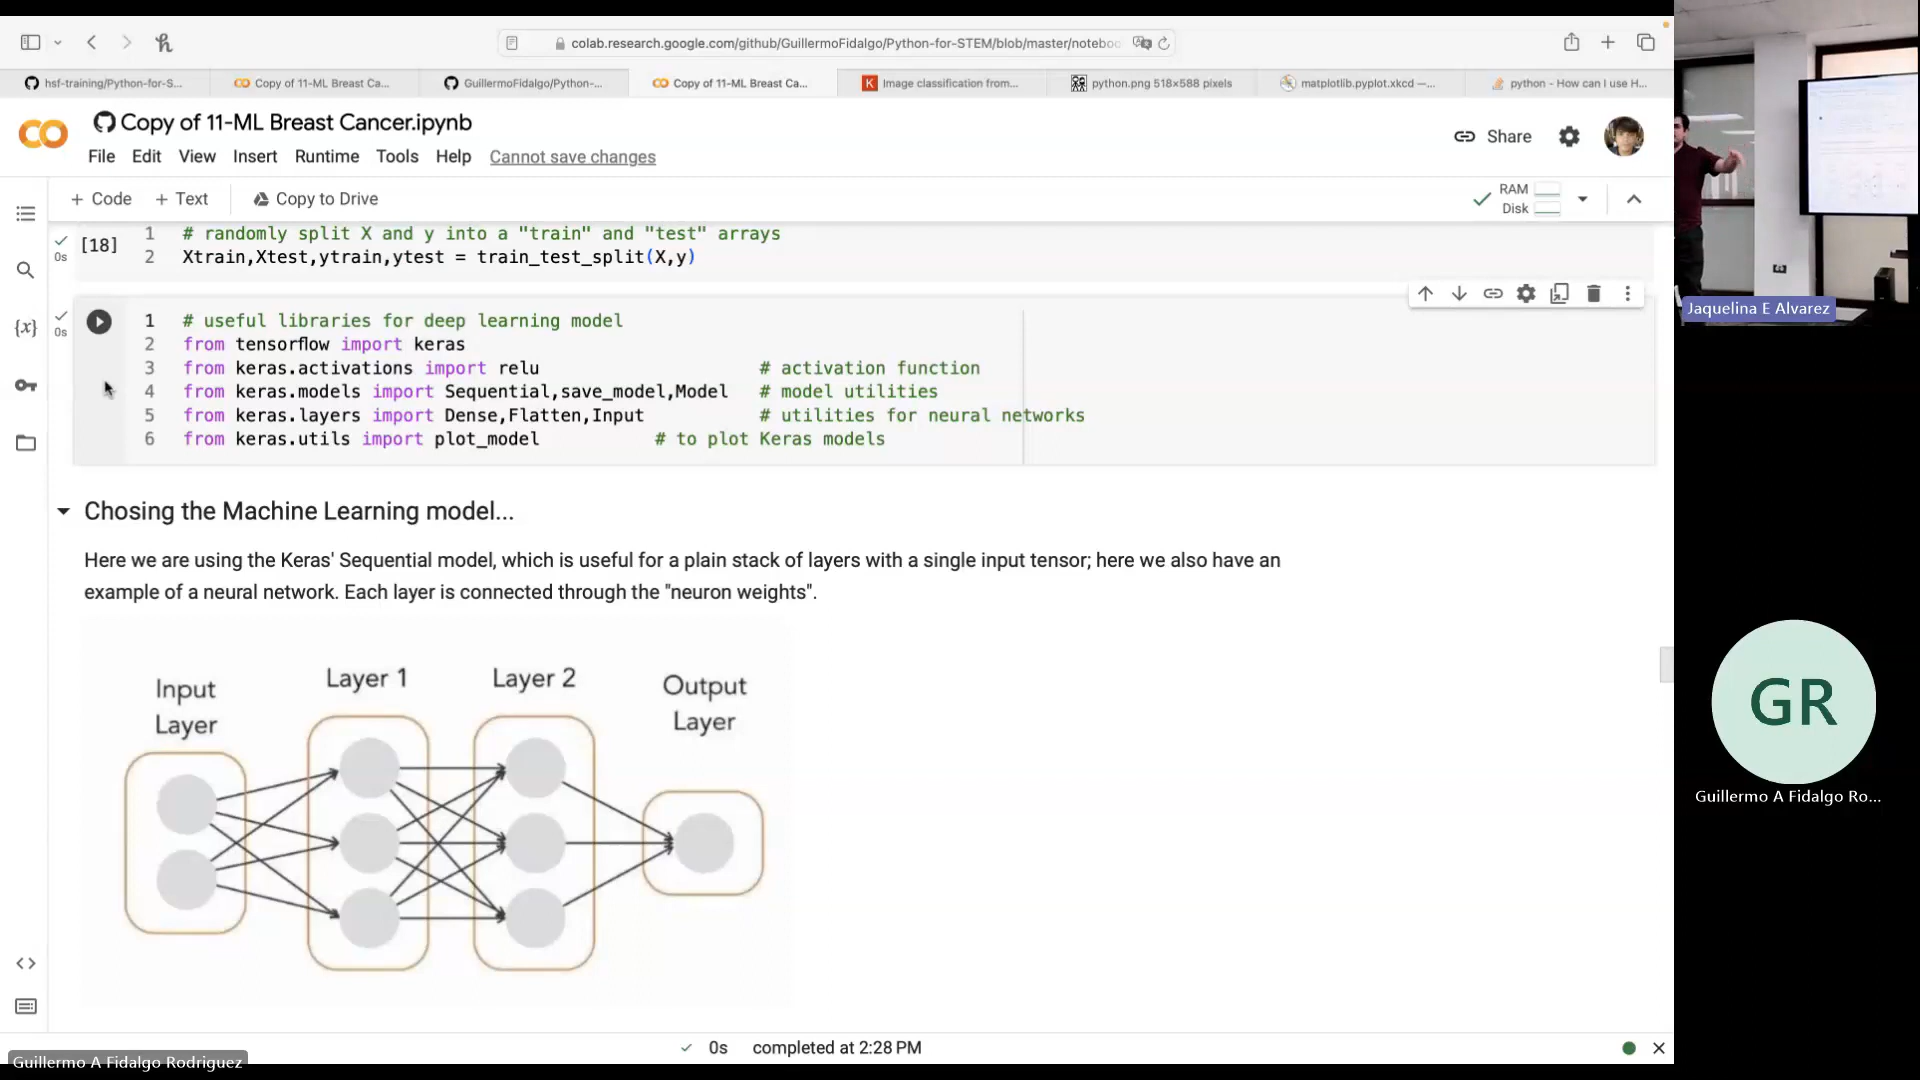 colab.research.google.com/github/GuillermoFidalgo/Python-for-STEM/blob/master/notebo
hsf-training/Python-for-S...
Copy of 11-ML Breast Ca...
GuillermoFidalgo/Python-...
Copy of 11-ML Breast Ca...
Image classification from...
python.png 518×588 pixels
matplotlib.pyplot.xkcd —...
python - How can I use H...
Copy of 11-ML Breast Cancer.ipynb
File Edit View Insert Runtime Tools Help Cannot save changes
Share
+ Code + Text Copy to Drive
RAM
Disk
[18]
0s
1 # randomly split X and y into a "train" and "test" arrays
2 Xtrain,Xtest,ytrain,ytest = train_test_split(X,y)
0s
1 # useful libraries for deep learning model
2 from tensorflow import keras
3 from keras.activations import relu # activation function
4 from keras.models import Sequential,save_model,Model # model utilities
5 from keras.layers import Dense,Flatten,Input # utilities for neural networks
6 from keras.utils import plot_model # to plot Keras models
Chosing the Machine Learning model...
Here we are using the Keras' Sequential model, which is useful for a plain stack of layers with a single input tensor; here we also have an
example of a neural network. Each layer is connected through the "neuron weights".
Input
Layer
Layer 1
Layer 2
Output
Layer
0s completed at 2:28 PM
Guillermo A Fidalgo Rodriguez
Jaquelina E Alvarez
GR
Guillermo A Fidalgo Ro...